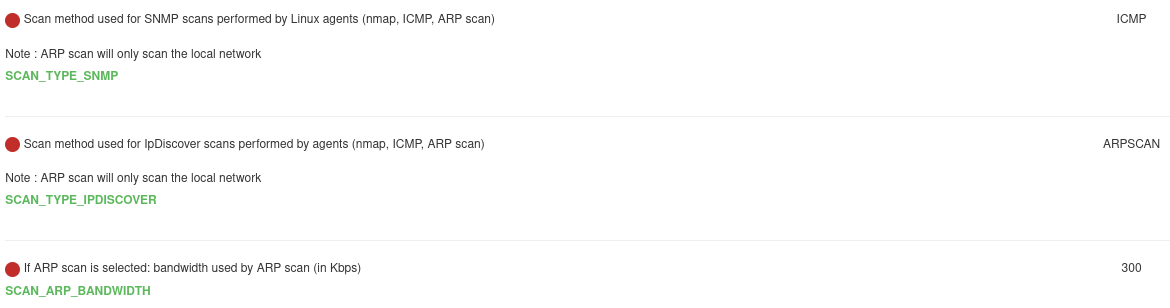 Scan method used for SNMP scans performed by Linux agents (nmap, ICMP, ARP scan) ICMP
Note : ARP scan will only scan the local network
SCAN_TYPE_SNMP
Scan method used for IpDiscover scans performed by agents (nmap, ICMP, ARP scan) ARPSCAN
Note : ARP scan will only scan the local network
SCAN_TYPE_IPDISCOVER
If ARP scan is selected: bandwidth used by ARP scan (in Kbps) 300
SCAN_ARP_BANDWIDTH